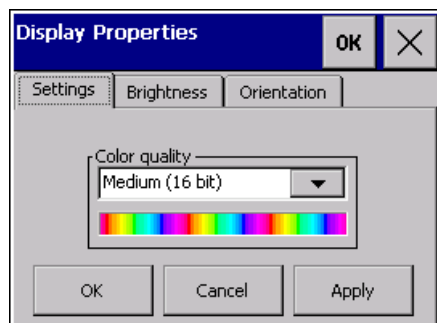 Display Properties OK
Settings Brightness Orientation
Color quality
Medium (16 bit)
OK Cancel Apply